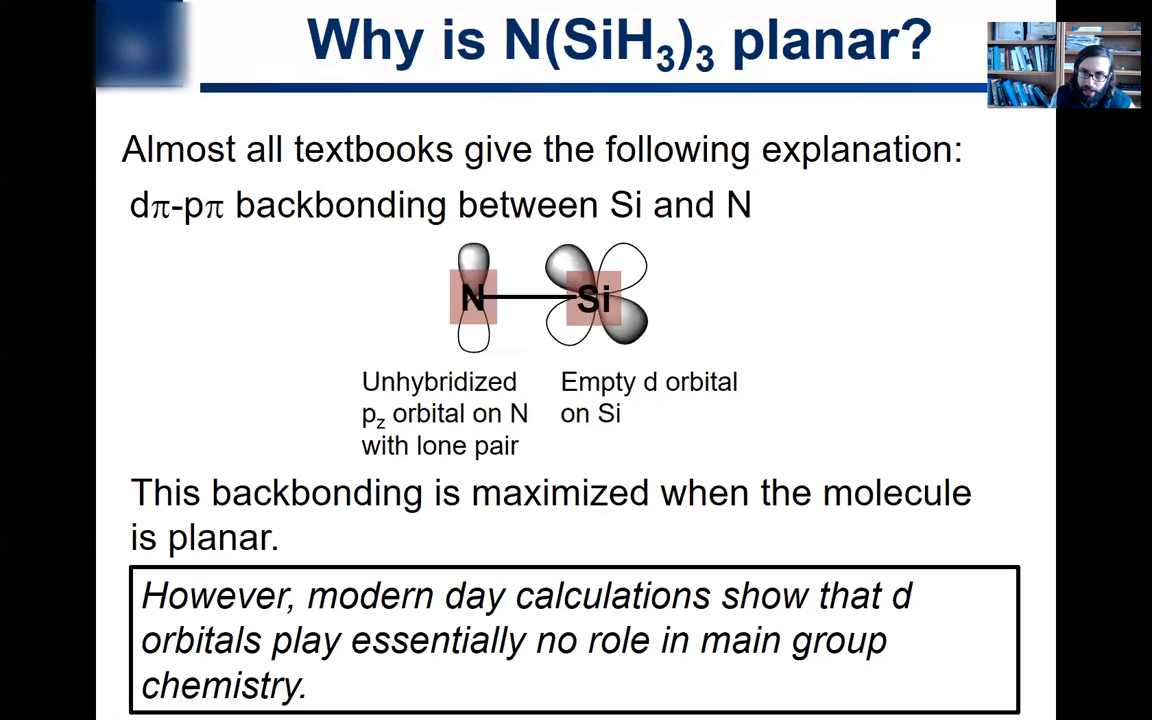 Why is N(SiH₃)₃ planar?
Almost all textbooks give the following explanation:
dπ-pπ backbonding between Si and N
N Si
Unhybridized
p_z orbital on N
with lone pair
Empty d orbital
on Si
This backbonding is maximized when the molecule
is planar.
However, modern day calculations show that d
orbitals play essentially no role in main group
chemistry.